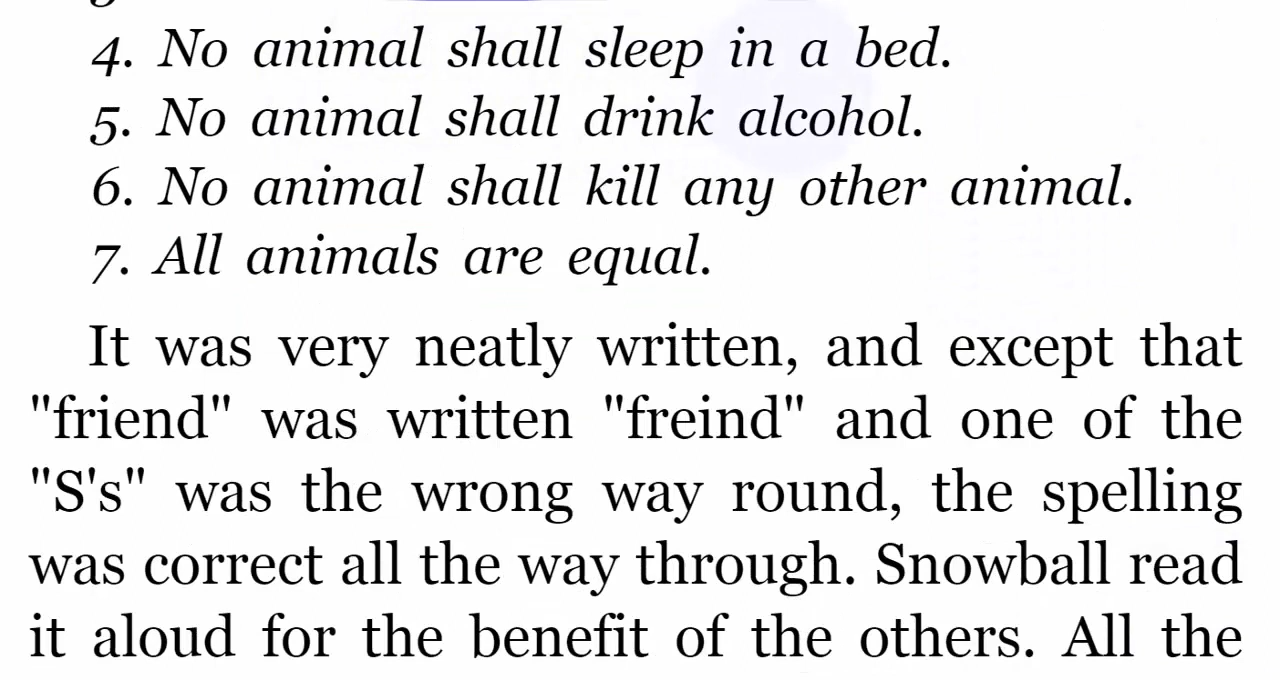 4. No animal shall sleep in a bed.
5. No animal shall drink alcohol.
6. No animal shall kill any other animal.
7. All animals are equal.
It was very neatly written, and except that
"friend" was written "freind" and one of the
"S's" was the wrong way round, the spelling
was correct all the way through. Snowball read
it aloud for the benefit of the others. All the